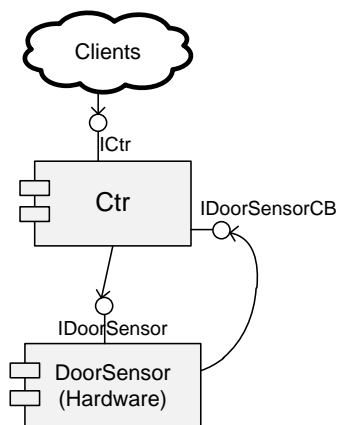 Clients
ICtr
Ctr
IDoorSensorCB
IDoorSensor
DoorSensor
(Hardware)